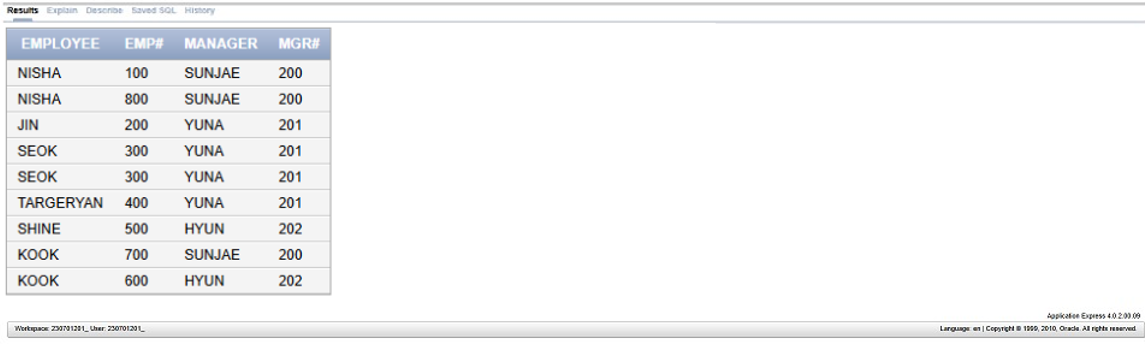 Results Explain Describe Saved SQL History
EMPLOYEE EMP# MANAGER MGR#
NISHA 100 SUNJAE 200
NISHA 800 SUNJAE 200
JIN 200 YUNA 201
SEOK 300 YUNA 201
SEOK 300 YUNA 201
TARGERYAN 400 YUNA 201
SHINE 500 HYUN 202
KOOK 700 SUNJAE 200
KOOK 600 HYUN 202
Application Express 4.0.2.00.09
Workspace: 230701201_ User: 230701201_ Language: en | Copyright © 1999, 2010, Oracle. All rights reserved.